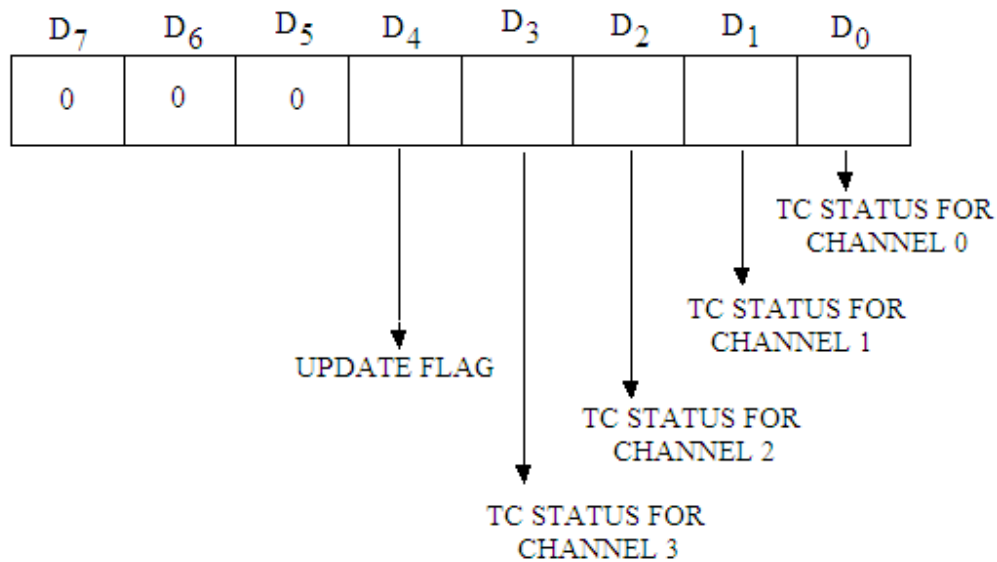 D7 D6 D5 D4 D3 D2 D1 D0
0 0 0
TC STATUS FOR
CHANNEL 0
TC STATUS FOR
CHANNEL 1
UPDATE FLAG
TC STATUS FOR
CHANNEL 2
TC STATUS FOR
CHANNEL 3